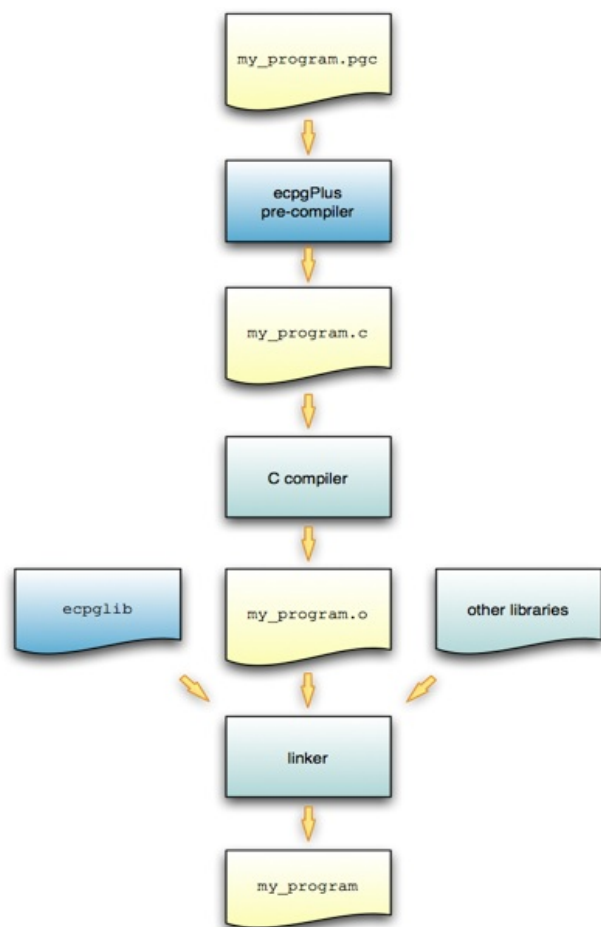 my_program.pgc
ecpgPlus
pre-compiler
my_program.c
C compiler
ecpglib
my_program.o
other libraries
linker
my_program